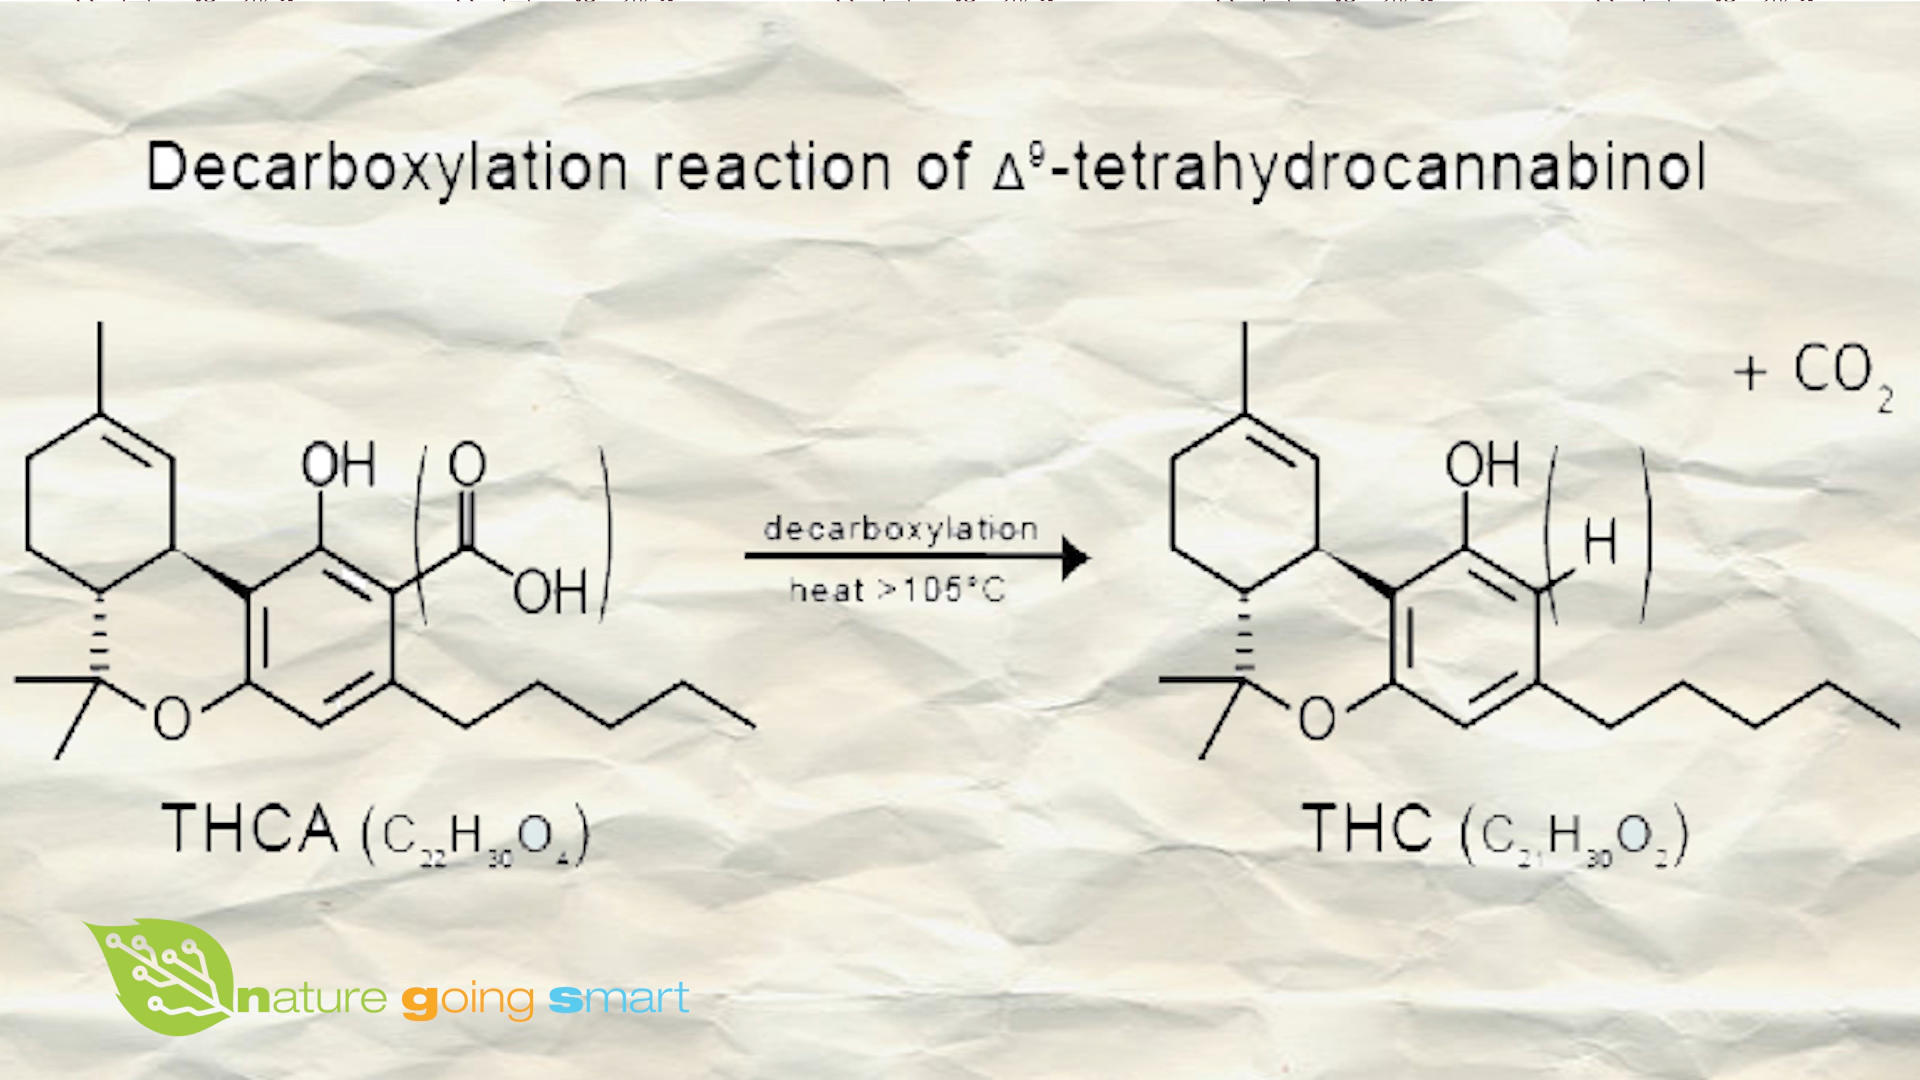 Decarboxylation reaction of Δ⁹-tetrahydrocannabinol
+ CO₂
OH
O
OH
O
decarboxylation
heat >105°C
OH
H
O
THCA (C₂₂H₃₀O₄)
THC (C₂₁H₃₀O₂)
nature going smart